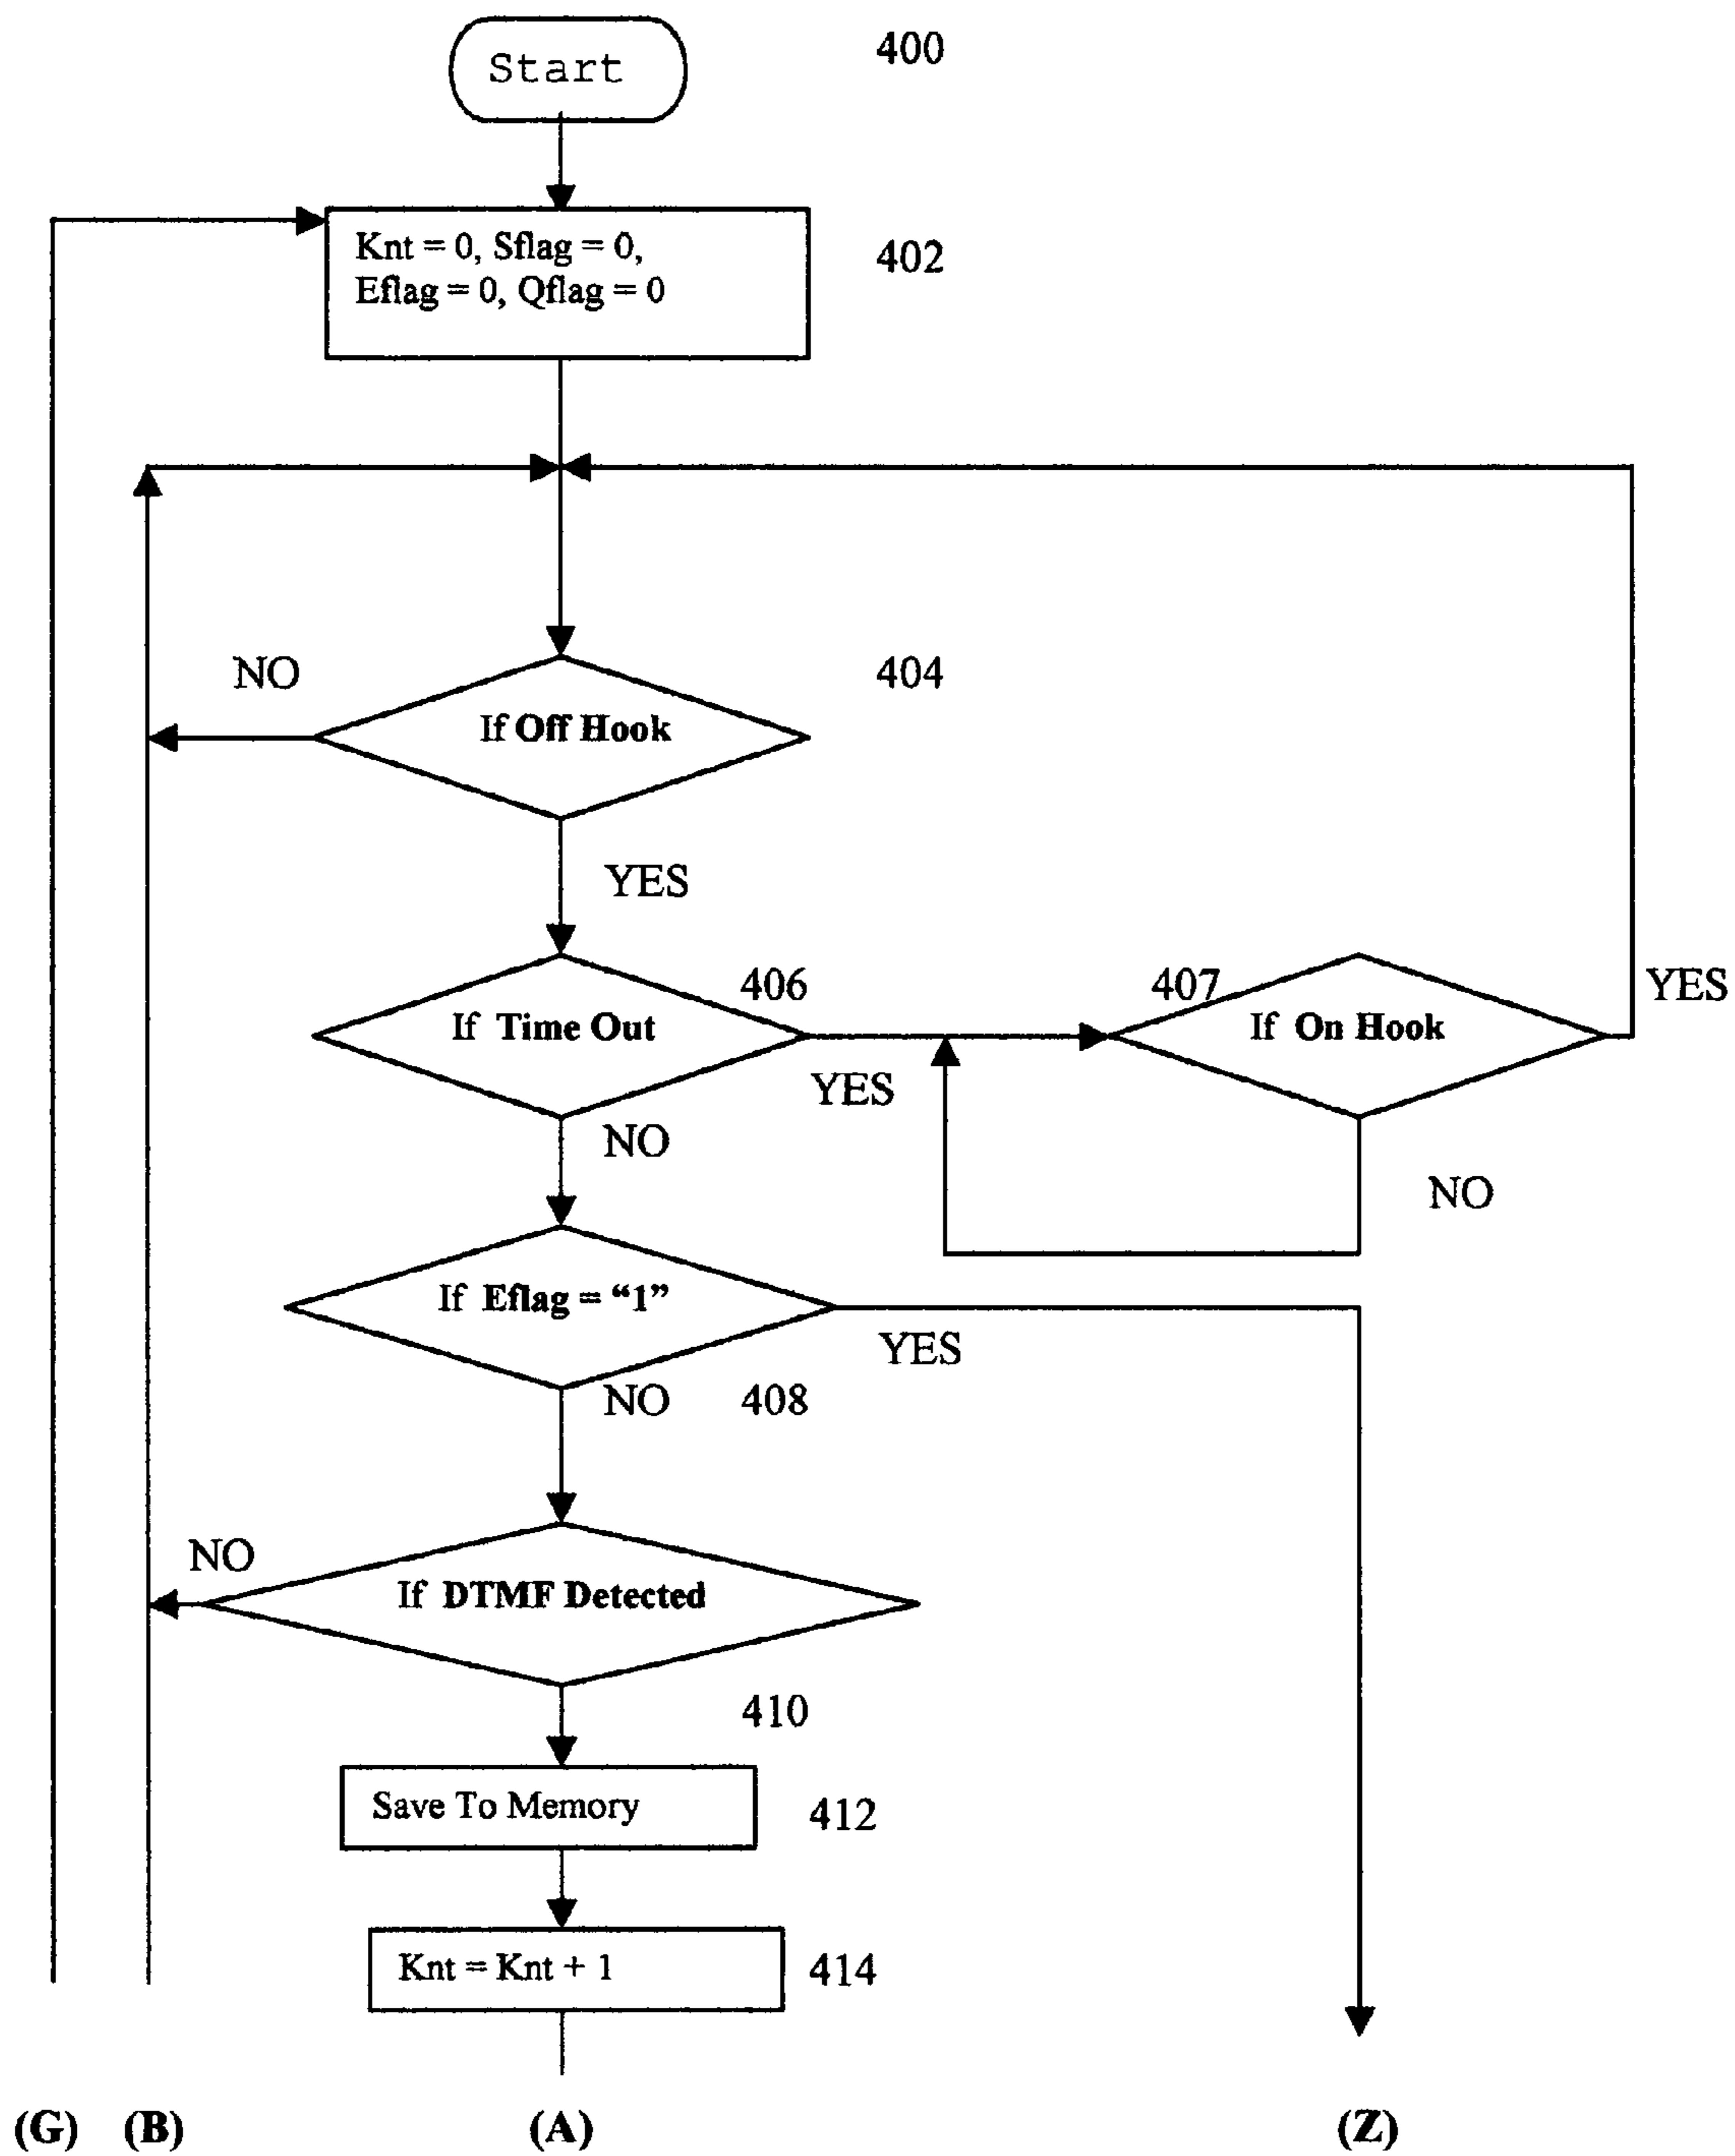 Start
400
Knt = 0, Sflag = 0,
Eflag = 0, Qflag = 0
402
NO
404
If Off Hook
YES
406
407
YES
If Time Out
If On Hook
YES
NO
NO
If Eflag = “1”
YES
NO
408
NO
If DTMF Detected
410
Save To Memory
412
Knt = Knt + 1
414
(G)
(B)
(A)
(Z)